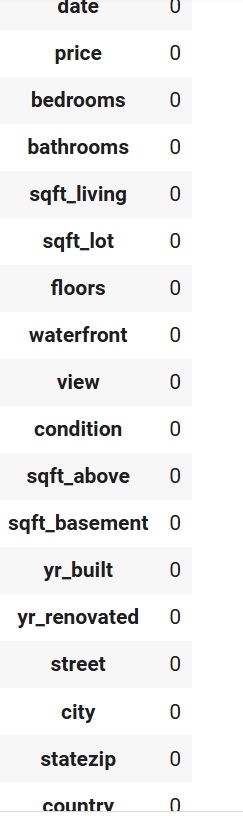 date 0
price 0
bedrooms 0
bathrooms 0
sqft_living 0
sqft_lot 0
floors 0
waterfront 0
view 0
condition 0
sqft_above 0
sqft_basement 0
yr_built 0
yr_renovated 0
street 0
city 0
statezip 0
country 0